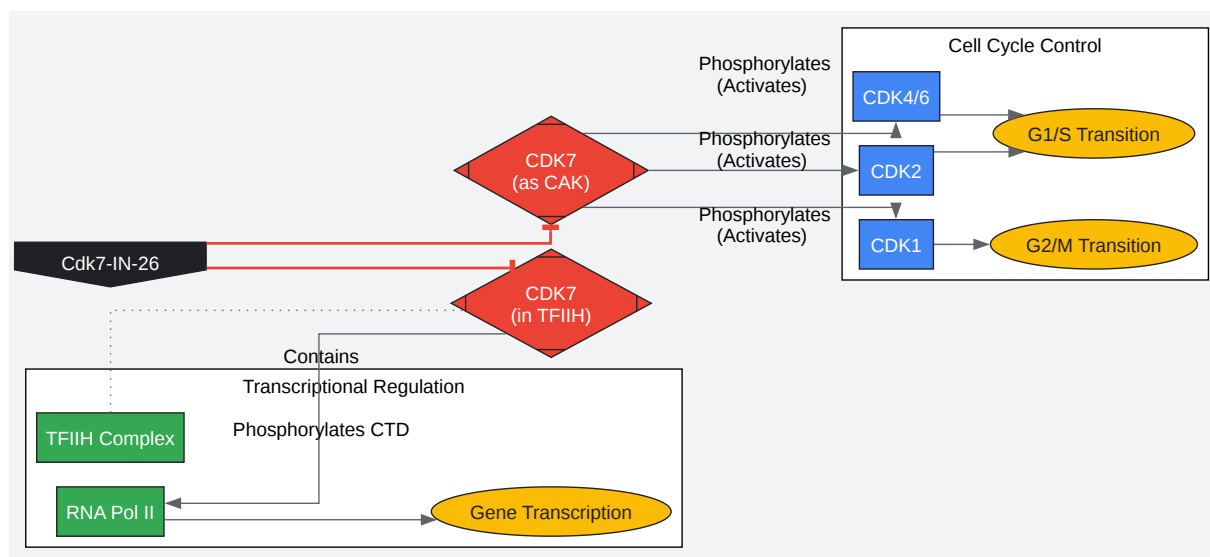 Cell Cycle Control
Phosphorylates
(Activates)
CDK4/6
G1/S Transition
Phosphorylates
(Activates)
CDK7
(as CAK)
CDK2
Phosphorylates
(Activates)
CDK1
G2/M Transition
Cdk7-IN-26
CDK7
(in TFIIH)
Contains
Transcriptional Regulation
Phosphorylates CTD
TFIIH Complex
RNA Pol II
Gene Transcription